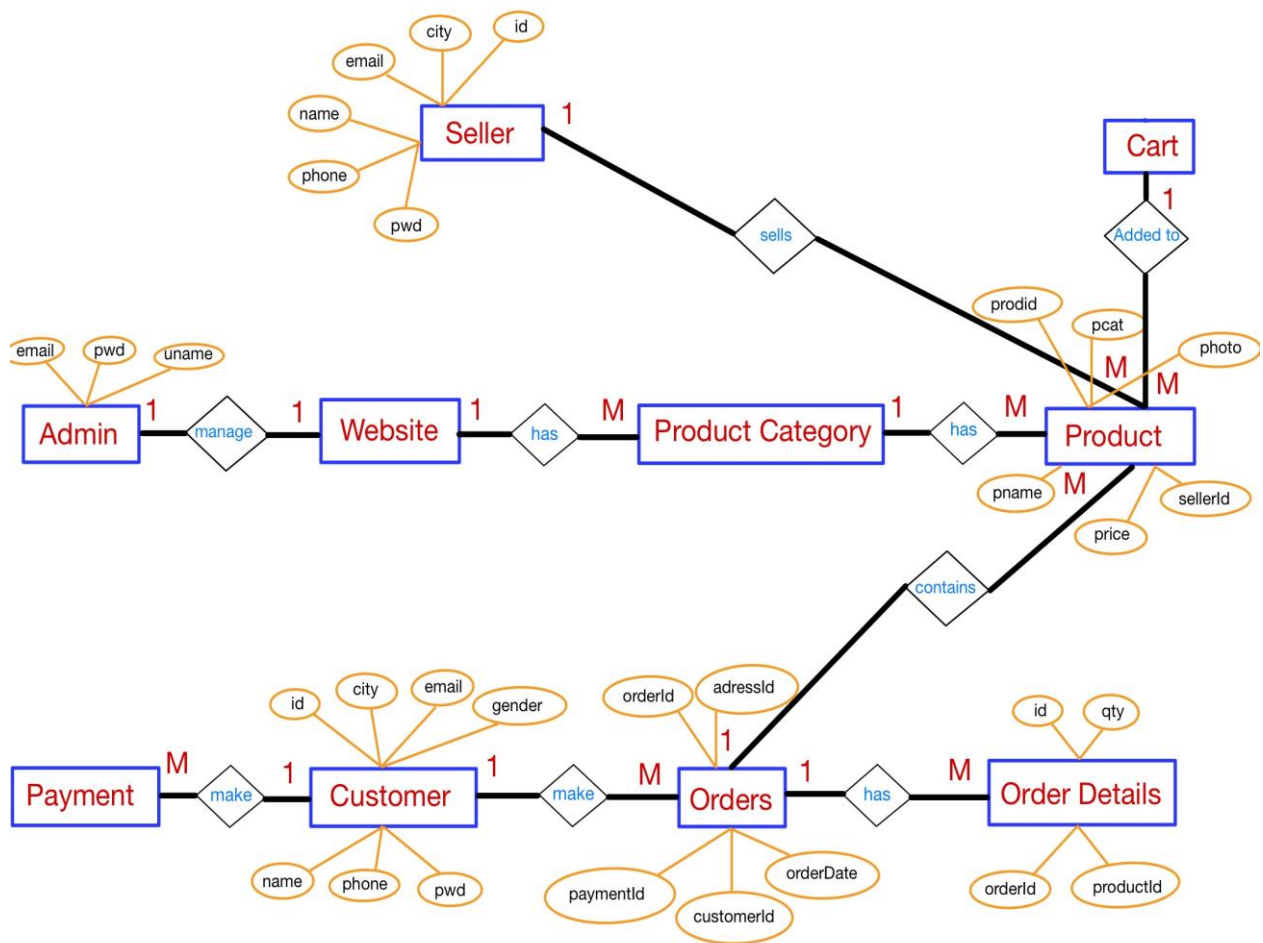 city
id
email
name
Seller
1
phone
pwd
sells
Cart
1
Added to
prodid
pcat
photo
M
M
email
pwd
uname
Admin
1
manage
1
Website
1
has
M
Product Category
1
has
M
Product
pname
M
sellerId
price
contains
id
city
email
gender
orderId
adressId
1
id
qty
Payment
M
make
1
Customer
1
make
M
Orders
1
has
M
Order Details
name
phone
pwd
paymentId
customerId
orderDate
orderId
productId